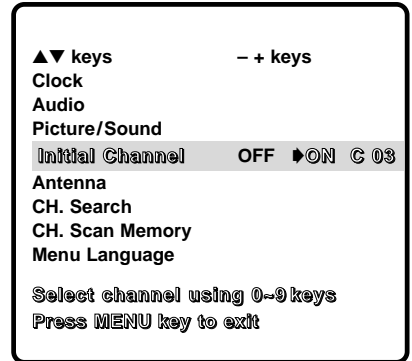 ▲▼ keys – + keys
Clock
Audio
Picture/Sound
Initial Channel OFF ➧ON C 03
Antenna
CH. Search
CH. Scan Memory
Menu Language
Select channel using 0~9 keys
Press MENU key to exit